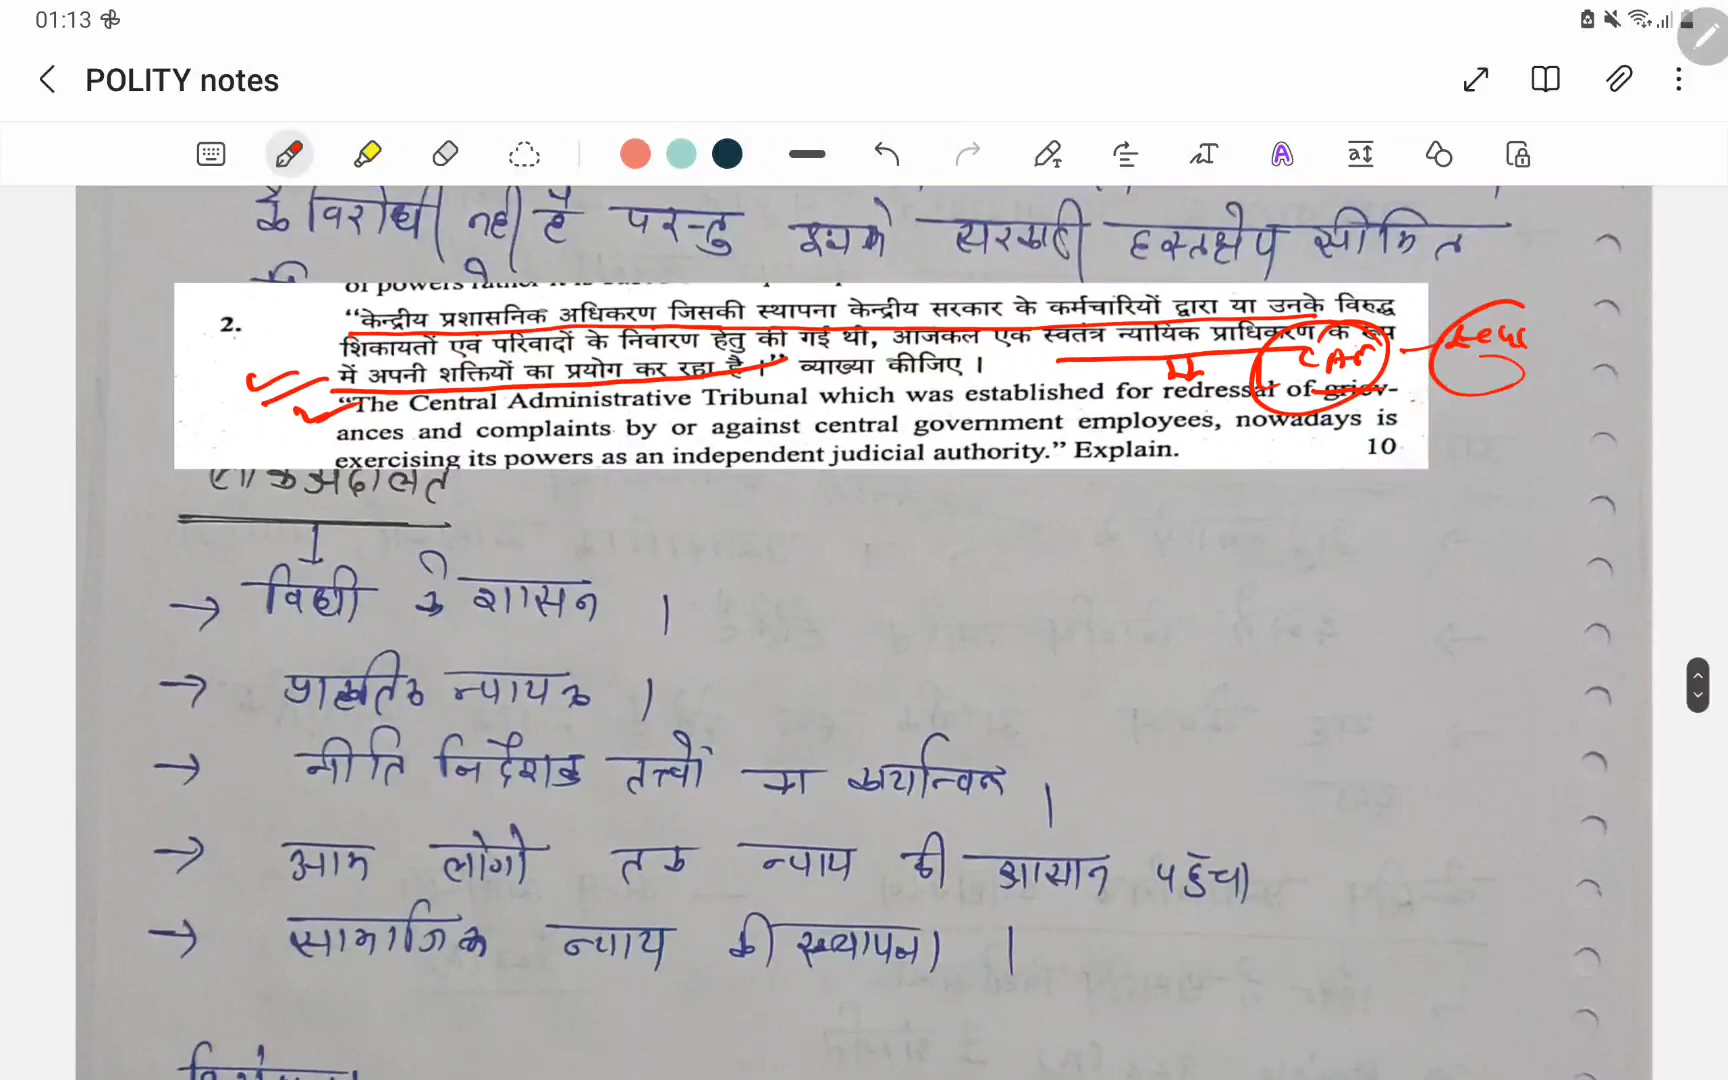 01:13
POLITY notes
के विरोधी नही है परन्तु इसमे सरकारी हस्तक्षेप सीमित
2.
“केन्द्रीय प्रशासनिक अधिकरण जिसकी स्थापना केन्द्रीय सरकार के कर्मचारियों द्वारा या उनके विरुद्ध
शिकायतों एवं परिवादों के निवारण हेतु की गई थी, आजकल एक स्वतंत्र न्यायिक प्राधिकरण के रूप
में अपनी शक्तियों का प्रयोग कर रहा है ।” व्याख्या कीजिए ।
CAT
“The Central Administrative Tribunal which was established for redressal of griev-
ances and complaints by or against central government employees, nowadays is
exercising its powers as an independent judicial authority.” Explain. 10
लोकअदालत
→ विधी के शासन ।
→ प्राकृतिक न्याय क ।
→ नीति निर्देशक तत्वों का कार्यान्वित ।
→ आम लोगो तक न्याय की आसान पहुँच।
→ सामाजिक न्याय की स्थापना ।